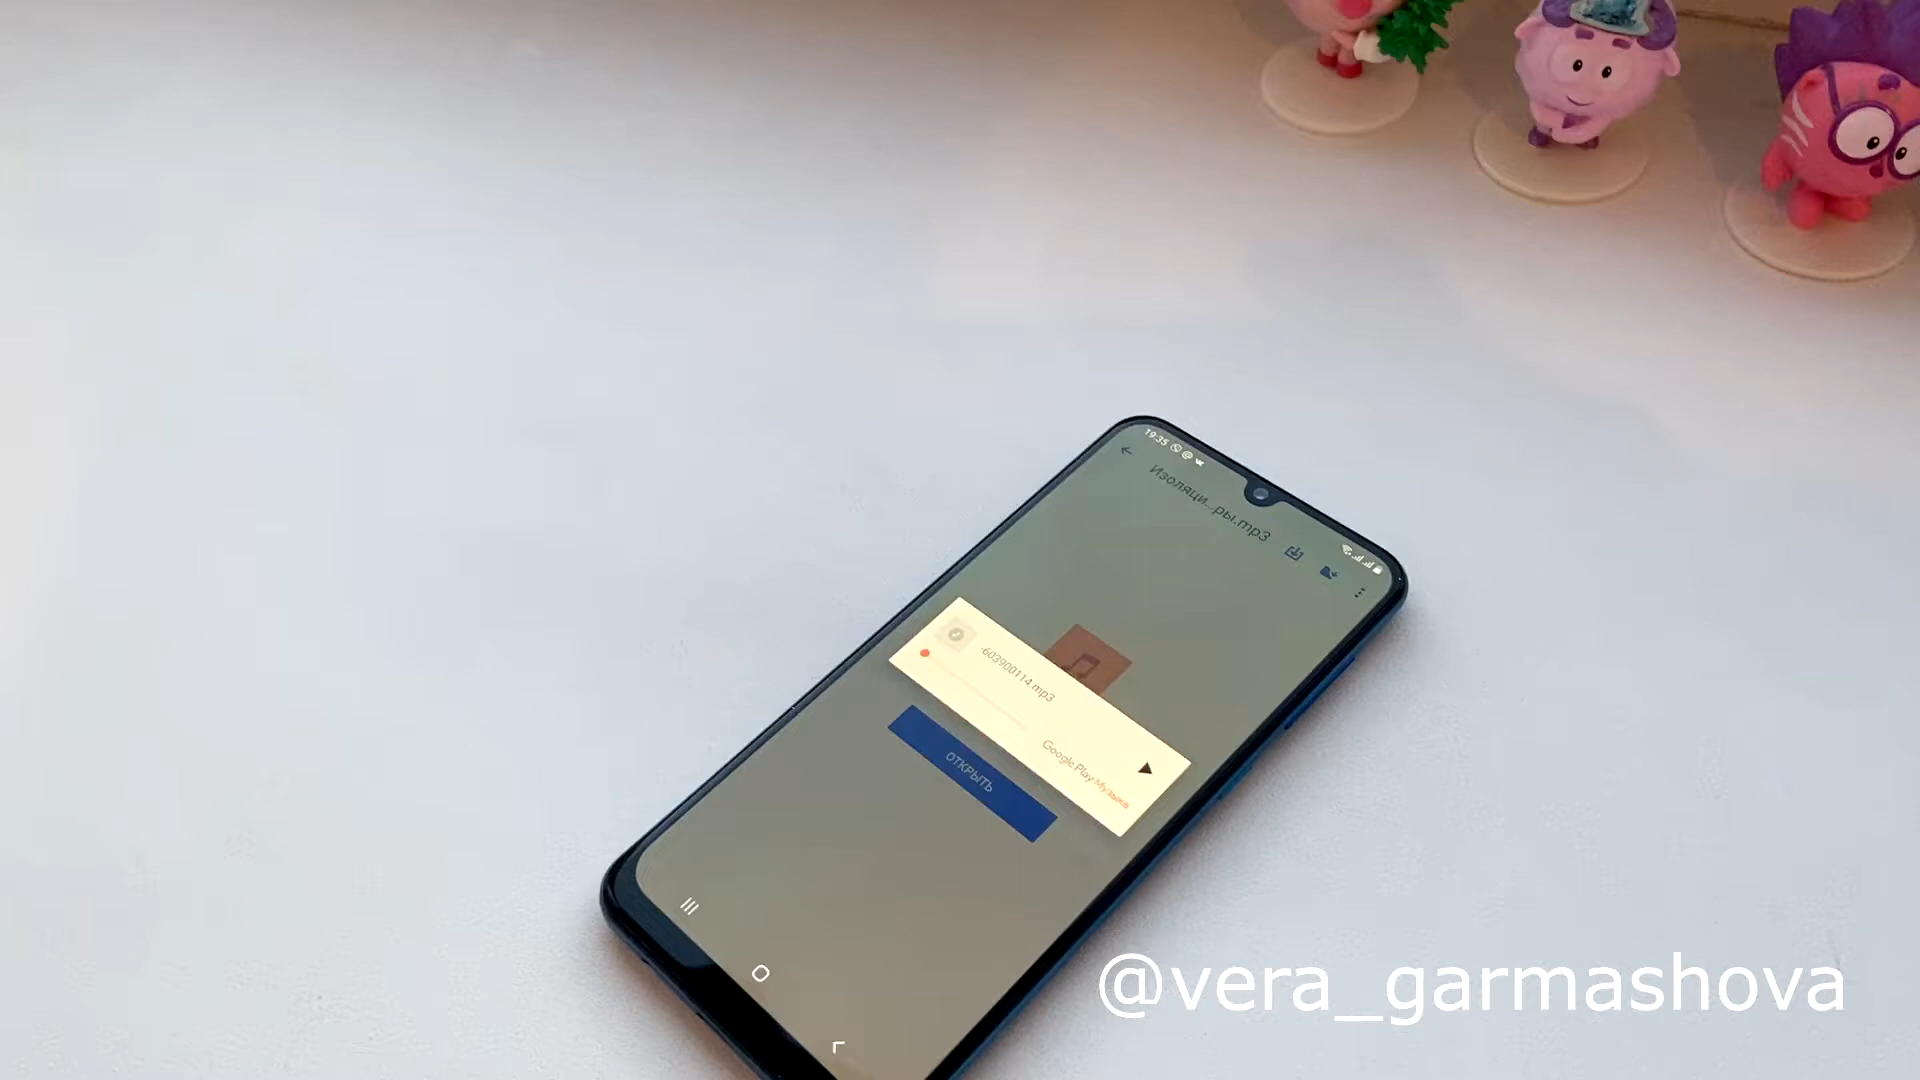 19:35
Изоляци...ры.mp3
-603900114.mp3
Google Play Музыка
ОТКРЫТЬ
@vera_garmashova